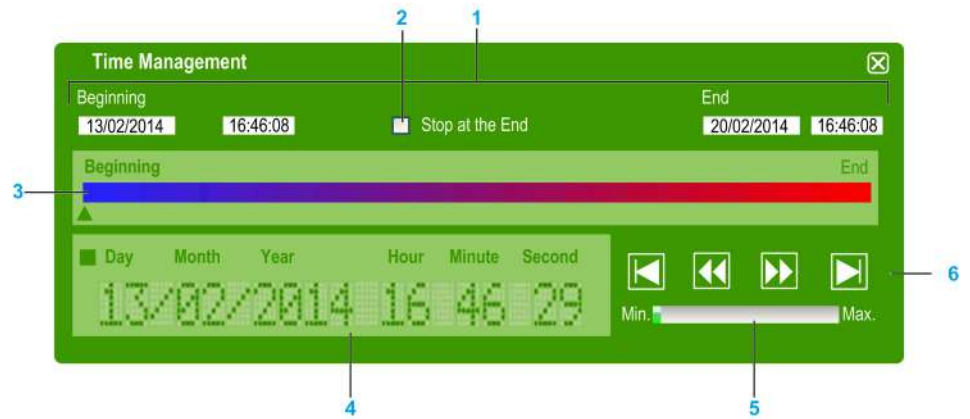 2 1
Time Management
Beginning End
13/02/2014 16:46:08 Stop at the End 20/02/2014 16:46:08
Beginning End
3
Day Month Year Hour Minute Second
6
13/02/2014 16 46 29
Min. Max.
4 5